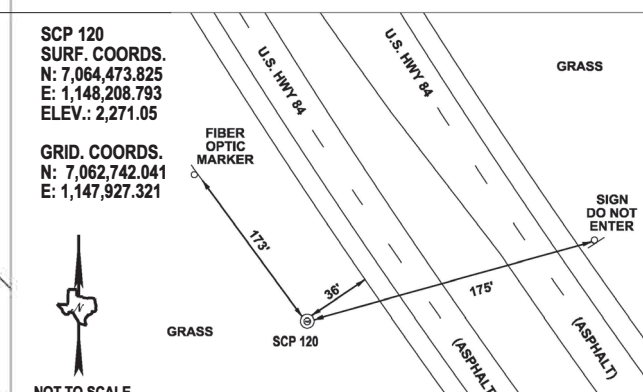 SCP 120
SURF. COORDS.
N: 7,064,473.825
E: 1,148,208.793
ELEV.: 2,271.05
GRID. COORDS.
N: 7,062,742.041
E: 1,147,927.321
U.S. HWY 84
U.S. HWY 84
GRASS
FIBER
OPTIC
MARKER
SIGN
DO NOT
ENTER
173'
36'
175'
N
GRASS
SCP 120
(ASPHALT
(ASPHALT)
NOT TO SCALE